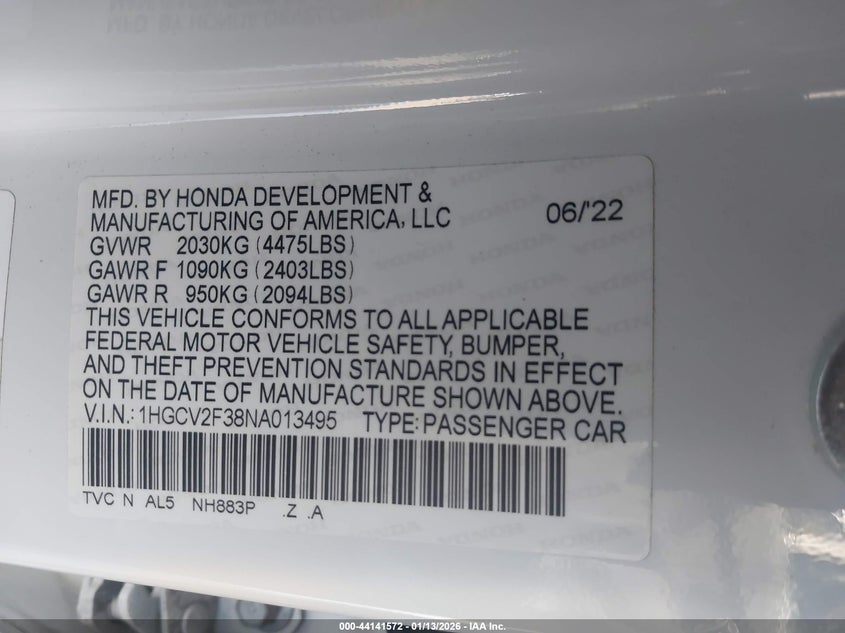 MFD. BY HONDA DEVELOPMENT &
MANUFACTURING OF AMERICA, LLC 06/'22
GVWR 2030KG (4475LBS)
GAWR F 1090KG (2403LBS)
GAWR R 950KG (2094LBS)
THIS VEHICLE CONFORMS TO ALL APPLICABLE
FEDERAL MOTOR VEHICLE SAFETY, BUMPER,
AND THEFT PREVENTION STANDARDS IN EFFECT
ON THE DATE OF MANUFACTURE SHOWN ABOVE.
V.I.N.: 1HGCV2F38NA013495 TYPE: PASSENGER CAR
TVC N AL5 NH883P .Z .A
000-44141572 - 01/13/2026 - IAA Inc.